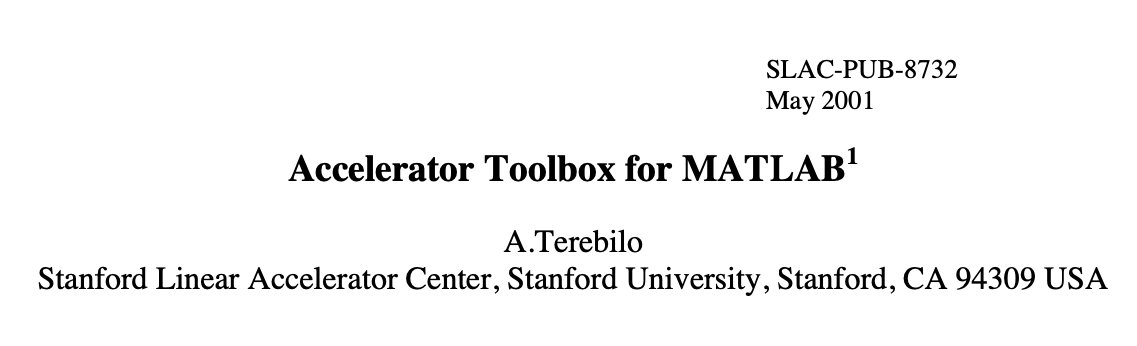 SLAC-PUB-8732
May 2001
Accelerator Toolbox for MATLAB¹
A.Terebilo
Stanford Linear Accelerator Center, Stanford University, Stanford, CA 94309 USA